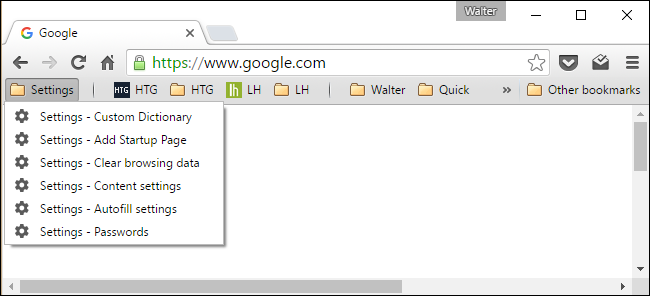 Walter
Google
https://www.google.com
Settings HTG HTG HTG lh LH LH Walter Quick » Other bookmarks
Settings - Custom Dictionary
Settings - Add Startup Page
Settings - Clear browsing data
Settings - Content settings
Settings - Autofill settings
Settings - Passwords